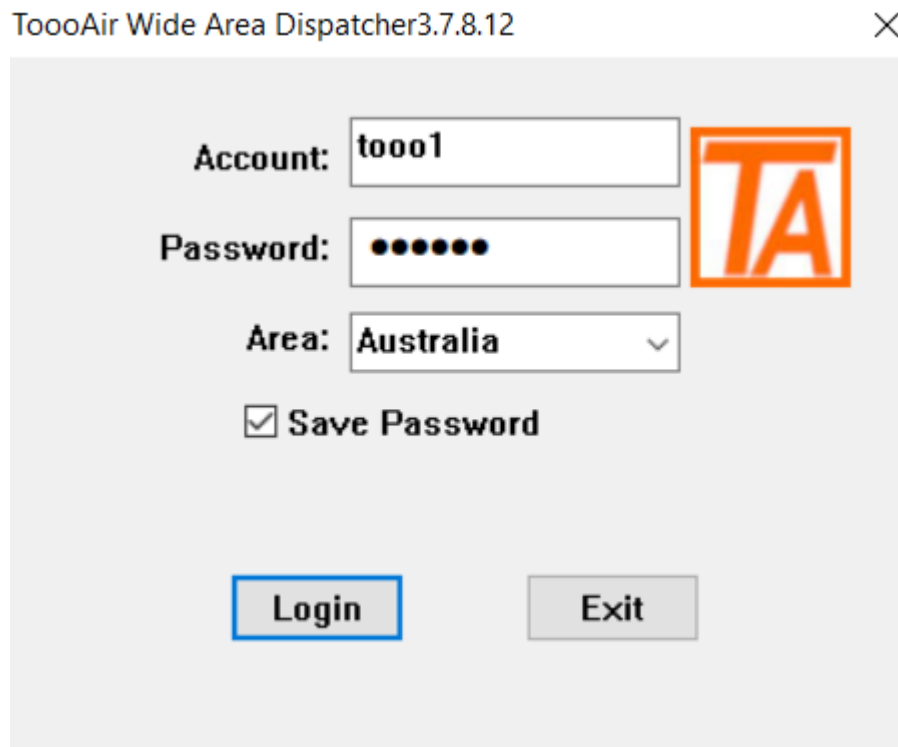 ToooAir Wide Area Dispatcher3.7.8.12
Account: tooo1
TA
Password: ●●●●●●
Area: Australia
Save Password
Login Exit